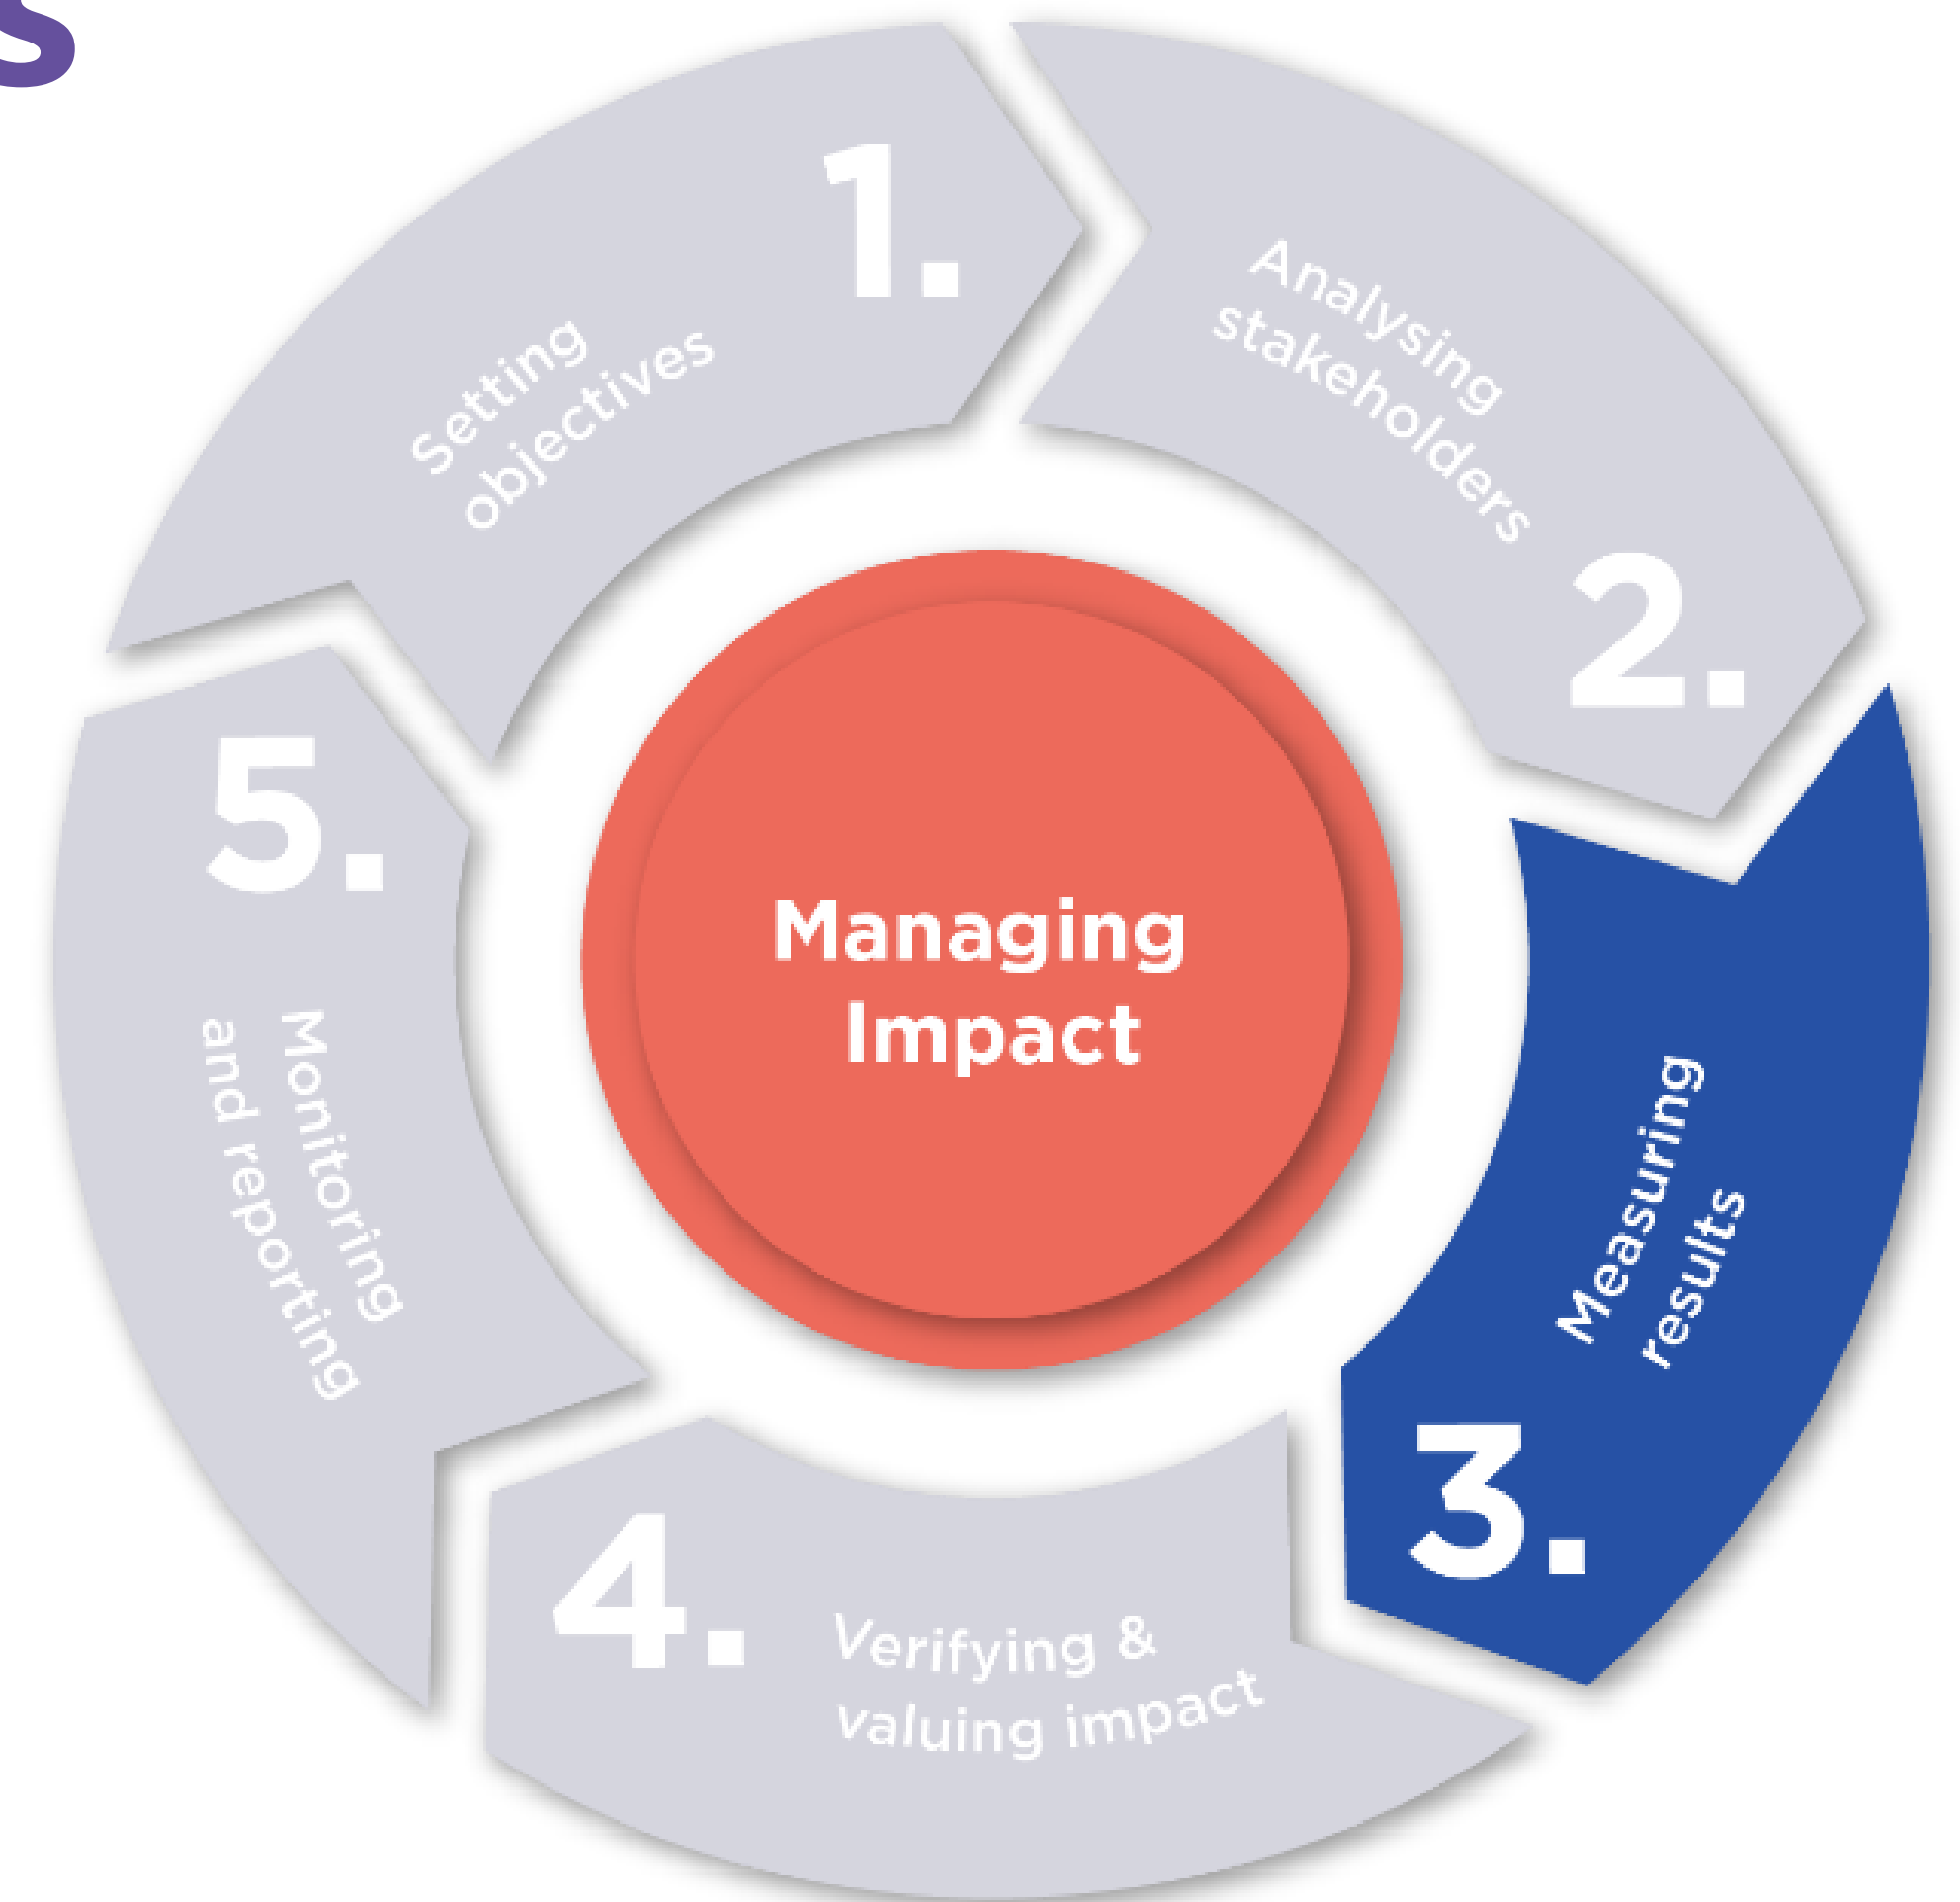 s
1.
Setting
objectives
Analysing
stakeholders
2.
Measuring
results
3.
4.
Verifying &
valuing impact
5.
Monitoring
and reporting
Managing
Impact